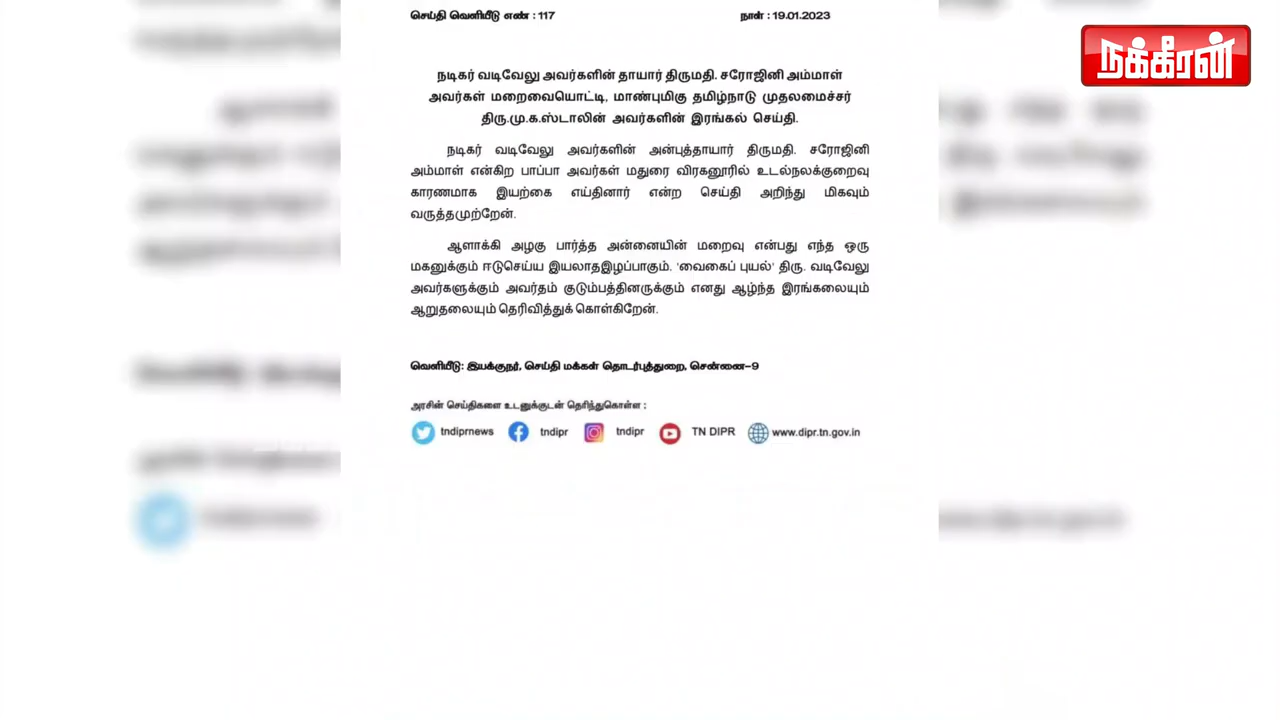 செய்தி வெளியீடு எண் : 117 நாள் : 19.01.2023
நக்கீரன்
நடிகர் வடிவேலு அவர்களின் தாயார் திருமதி. சரோஜினி அம்மாள்
அவர்கள் மறைவையொட்டி, மாண்புமிகு தமிழ்நாடு முதலமைச்சர்
திரு.மு.க.ஸ்டாலின் அவர்களின் இரங்கல் செய்தி.
நடிகர் வடிவேலு அவர்களின் அன்புத்தாயார் திருமதி. சரோஜினி
அம்மாள் என்கிற பாப்பா அவர்கள் மதுரை விரகனூரில் உடல்நலக்குறைவு
காரணமாக இயற்கை எய்தினார் என்ற செய்தி அறிந்து மிகவும்
வருத்தமுற்றேன்.
ஆளாக்கி அழகு பார்த்த அன்னையின் மறைவு என்பது எந்த ஒரு
மகனுக்கும் ஈடுசெய்ய இயலாதஇழப்பாகும். 'வைகைப் புயல்' திரு. வடிவேலு
அவர்களுக்கும் அவர்தம் குடும்பத்தினருக்கும் எனது ஆழ்ந்த இரங்கலையும்
ஆறுதலையும் தெரிவித்துக் கொள்கிறேன்.
வெளியீடு: இயக்குநர், செய்தி மக்கள் தொடர்புத்துறை, சென்னை-9
அரசின் செய்திகளை உடனுக்குடன் தெரிந்துகொள்ள :
tndiprnews tndipr tndipr TN DIPR www.dipr.tn.gov.in